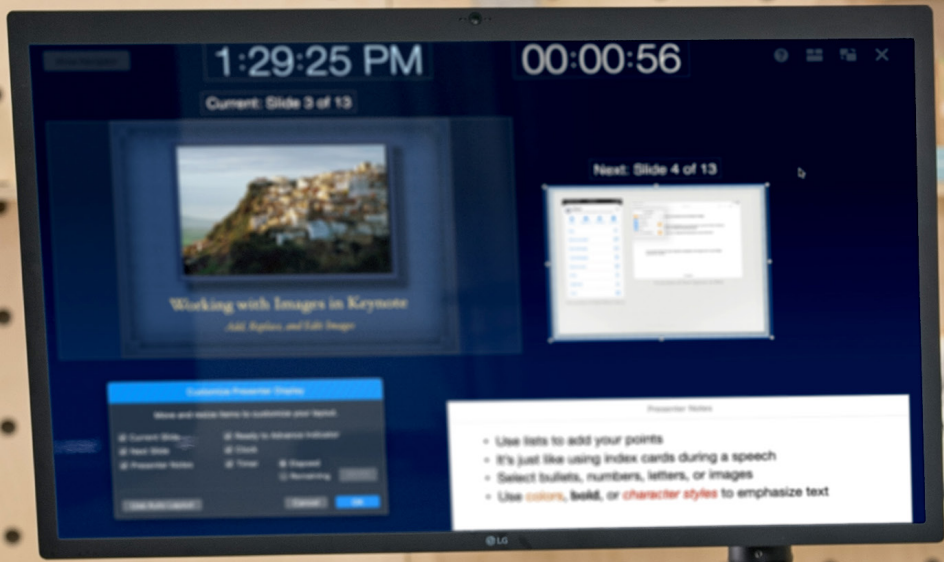 1:29:25 PM
00:00:56
Current: Slide 3 of 13
Next: Slide 4 of 13
Working with Images in Keynote
Add, Replace, and Edit Images
Customize Presenter Display
Move and resize items to customize your layout.
Current Slide
Next Slide
Presenter Notes
Ready to Advance Indicator
Clock
Timer
Elapsed
Remaining
Use Auto Layout
Cancel
OK
Presenter Notes
• Use lists to add your points
• It's just like using index cards during a speech
• Select bullets, numbers, letters, or images
• Use colors, bold, or character styles to emphasize text
LG